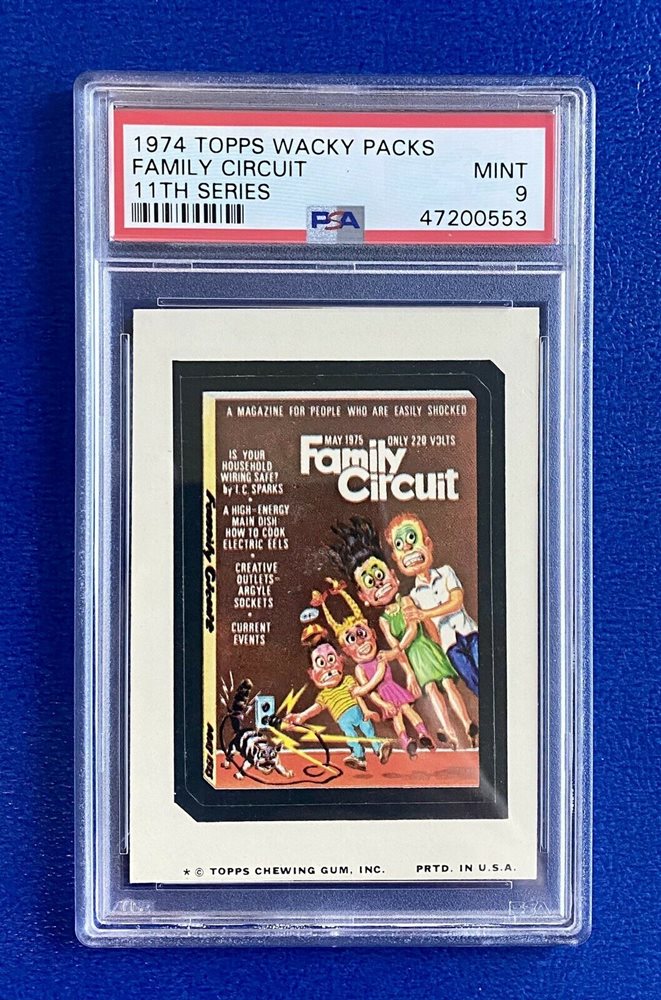 1974 TOPPS WACKY PACKS
FAMILY CIRCUIT MINT
11TH SERIES 9
PSA 47200553
A MAGAZINE FOR PEOPLE WHO ARE EASILY SHOCKED
MAY 1975 ONLY 220 VOLTS
Family
Circuit
IS YOUR
HOUSEHOLD
WIRING SAFE?
by I.C. SPARKS
A HIGH-ENERGY
MAIN DISH
HOW TO COOK
ELECTRIC EELS
CREATIVE
OUTLETS-
ARGYLE
SOCKETS
CURRENT
EVENTS
Family Circuit
* © TOPPS CHEWING GUM, INC. PRTD. IN U.S.A.